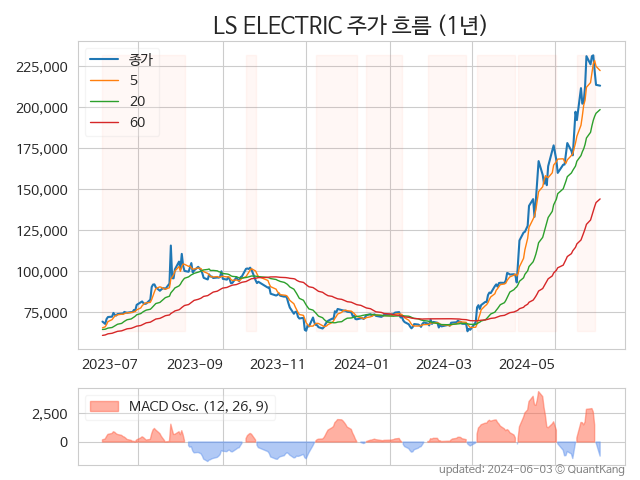 LS ELECTRIC 주가 흐름 (1년)
종가
5
20
60
225,000
200,000
175,000
150,000
125,000
100,000
75,000
2023-07 2023-09 2023-11 2024-01 2024-03 2024-05
MACD Osc. (12, 26, 9)
2,500
0
updated: 2024-06-03 © QuantKang